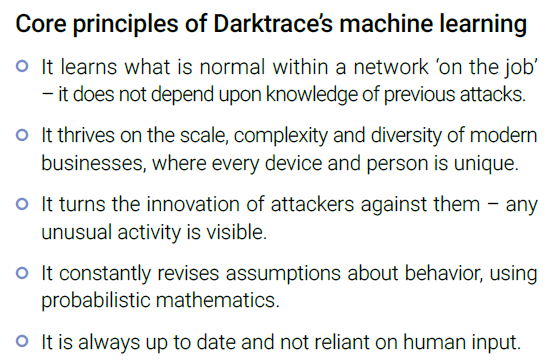 Core principles of Darktrace’s machine learning
It learns what is normal within a network ‘on the job’
– it does not depend upon knowledge of previous attacks.
It thrives on the scale, complexity and diversity of modern
businesses, where every device and person is unique.
It turns the innovation of attackers against them – any
unusual activity is visible.
It constantly revises assumptions about behavior, using
probabilistic mathematics.
It is always up to date and not reliant on human input.